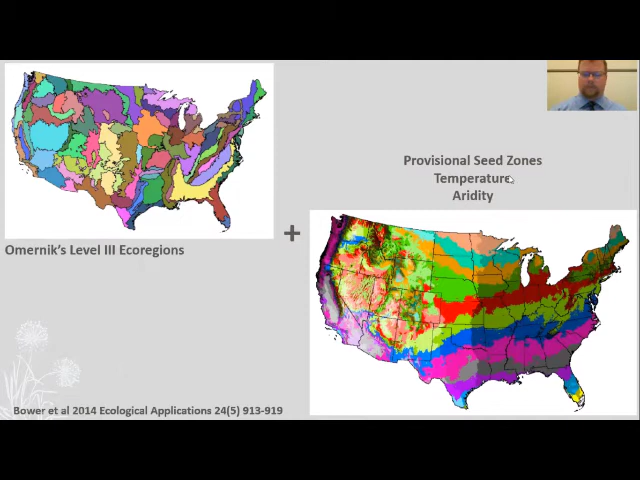 Provisional Seed Zones
Temperature
Aridity
+
Omernik's Level III Ecoregions
Bower et al 2014 Ecological Applications 24(5) 913-919